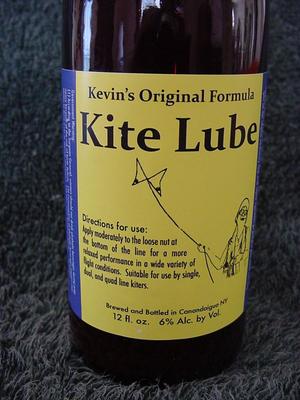 Kevin's Original Formula
Kite Lube
Directions for use:
Apply moderately to the loose nut at
the bottom of the line for a more
relaxed performance in a wide variety of
flight conditions. Suitable for use by single,
dual, and quad line kiters.
Brewed and Bottled in Canandaigua NY
12 fl. oz. 6% Alc. by Vol.